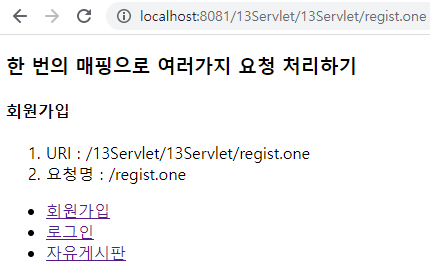 localhost:8081/13Servlet/13Servlet/regist.one
한 번의 매핑으로 여러가지 요청 처리하기
회원가입
1. URI : /13Servlet/13Servlet/regist.one
2. 요청명 : /regist.one
• 회원가입
• 로그인
• 자유게시판